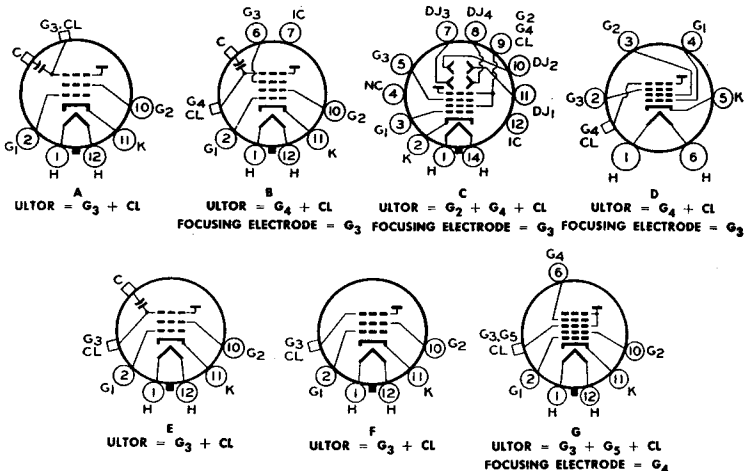 G3,CL
C
10 G2
2
G1
1
12
11
K
H
H
A
ULTOR = G3 + CL
G3
6
IC
7
C
G4
CL
10 G2
2
G1
1
12
11
K
H
H
B
ULTOR = G4 + CL
FOCUSING ELECTRODE = G3
DJ3
7
DJ4
8
G2
G4
CL
9
G3
5
10 DJ2
NC 4
11
DJ1
3
G1
12
IC
2
K
1
14
H
H
C
ULTOR = G2 + G4 + CL
FOCUSING ELECTRODE = G3
G2
3
G1
4
G3 2
5 K
G4
CL
1
6
H
H
D
ULTOR = G4 + CL
FOCUSING ELECTRODE = G3
C
G3
CL
10 G2
2
G1
1
12
11
K
H
H
E
ULTOR = G3 + CL
G3
CL
10 G2
2
G1
1
12
11
K
H
H
F
ULTOR = G3 + CL
G4
6
G3,G5
CL
10 G2
2
G1
1
12
11
K
H
H
G
ULTOR = G3 + G5 + CL
FOCUSING ELECTRODE = G4